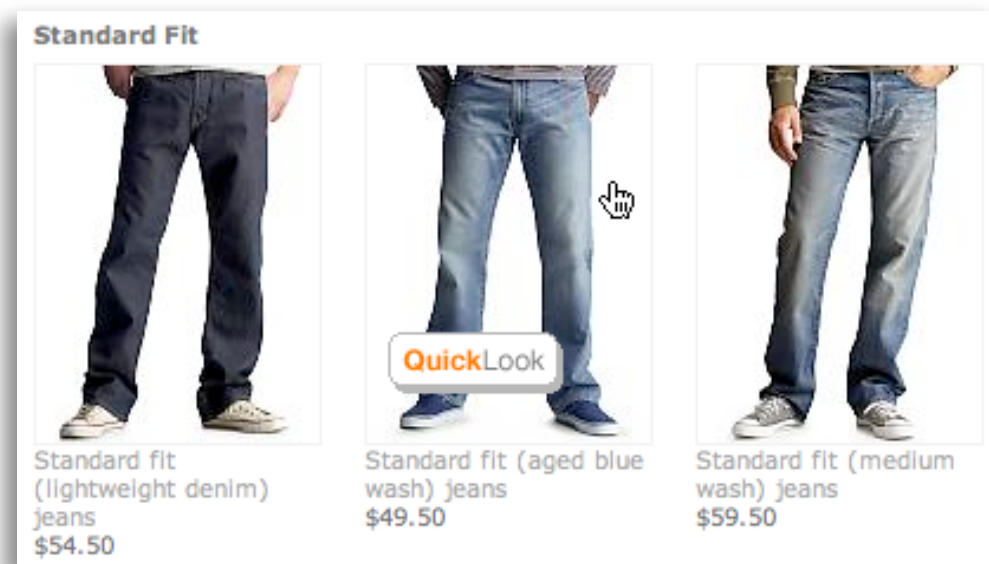 Standard Fit
QuickLook
Standard fit
(lightweight denim)
jeans
$54.50
Standard fit (aged blue
wash) jeans
$49.50
Standard fit (medium
wash) jeans
$59.50